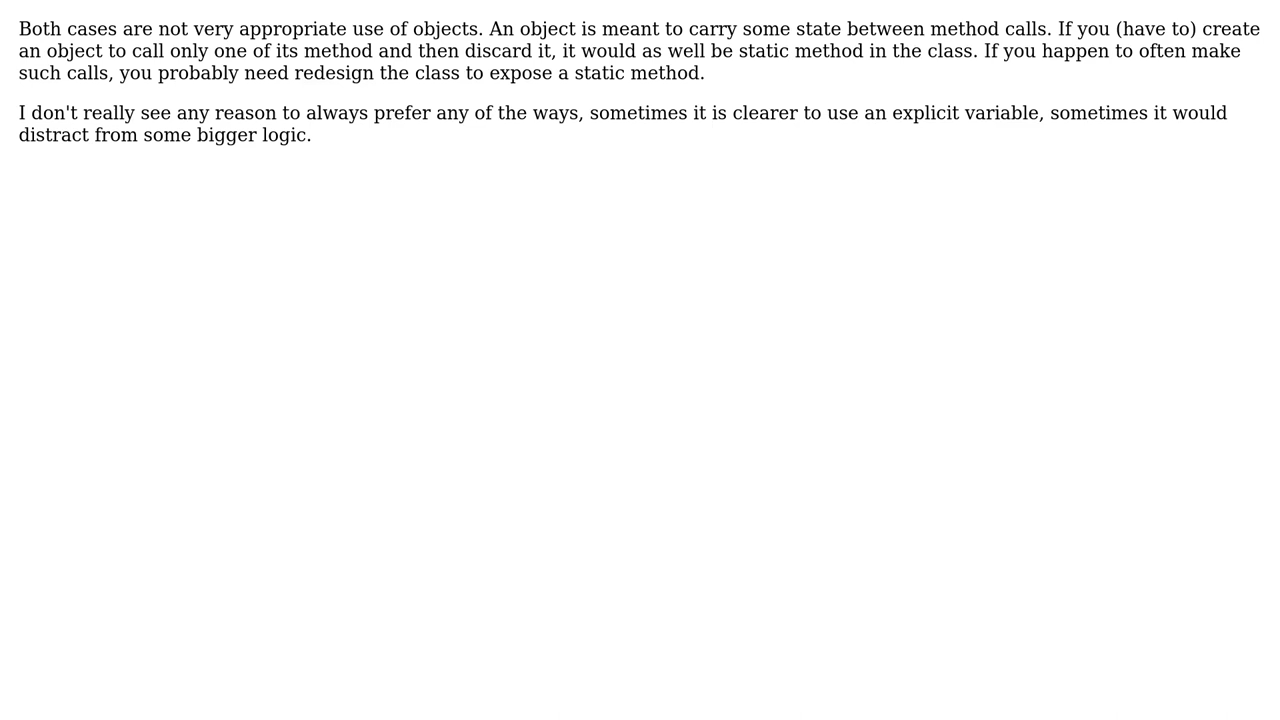 Both cases are not very appropriate use of objects. An object is meant to carry some state between method calls. If you (have to) create
an object to call only one of its method and then discard it, it would as well be static method in the class. If you happen to often make
such calls, you probably need redesign the class to expose a static method.
I don't really see any reason to always prefer any of the ways, sometimes it is clearer to use an explicit variable, sometimes it would
distract from some bigger logic.